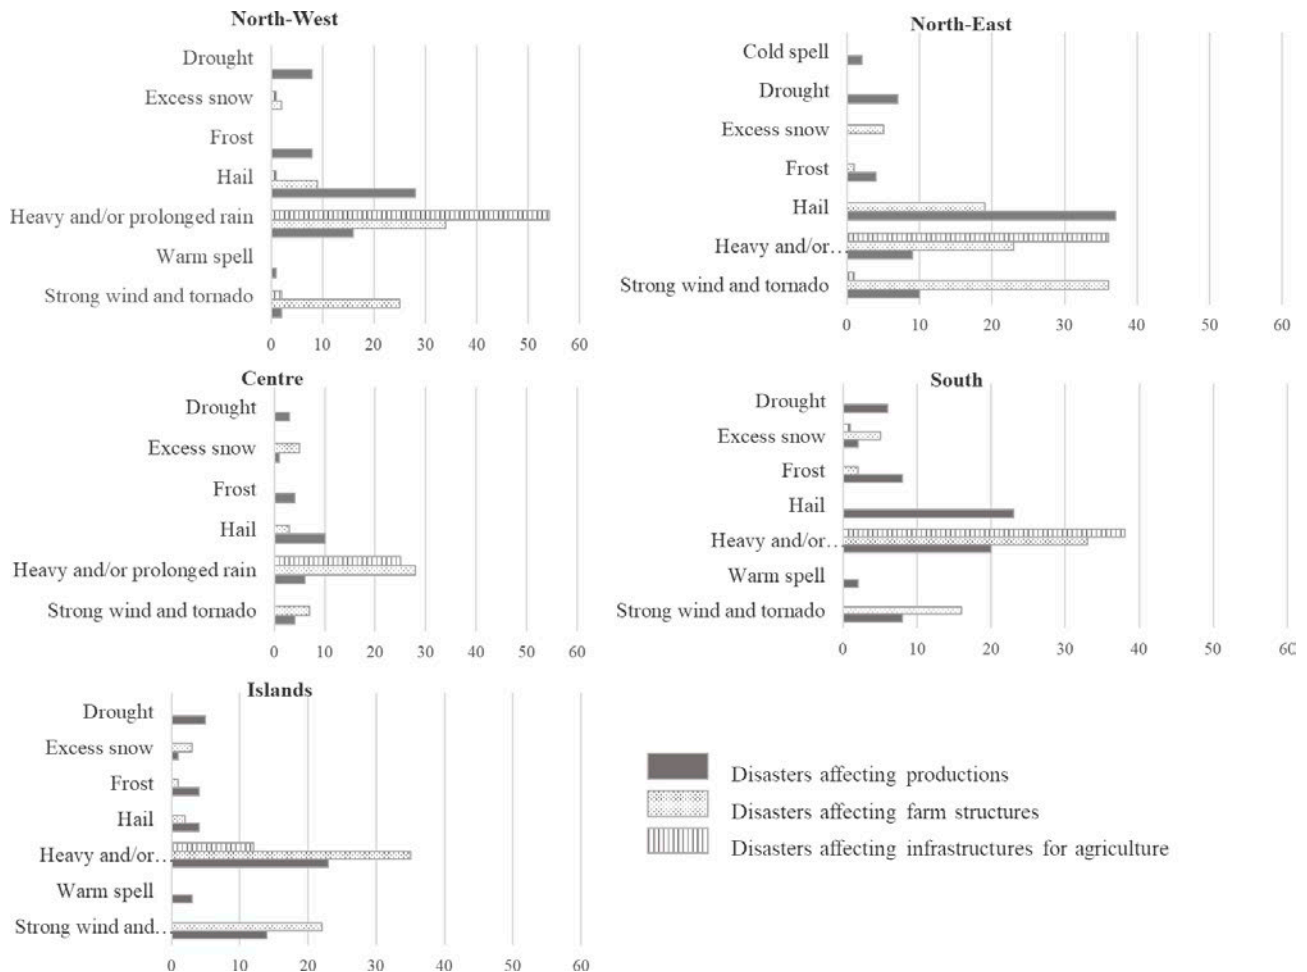 North-West
Drought
Excess snow
Frost
Hail
Heavy and/or prolonged rain
Warm spell
Strong wind and tornado
0 10 20 30 40 50 60
North-East
Cold spell
Drought
Excess snow
Frost
Hail
Heavy and/or…
Strong wind and tornado
0 10 20 30 40 50 60
Centre
Drought
Excess snow
Frost
Hail
Heavy and/or prolonged rain
Strong wind and tornado
0 10 20 30 40 50 60
South
Drought
Excess snow
Frost
Hail
Heavy and/or…
Warm spell
Strong wind and tornado
0 10 20 30 40 50 60
Islands
Drought
Excess snow
Frost
Hail
Heavy and/or…
Warm spell
Strong wind and…
0 10 20 30 40 50 60
Disasters affecting productions
Disasters affecting farm structures
Disasters affecting infrastructures for agriculture